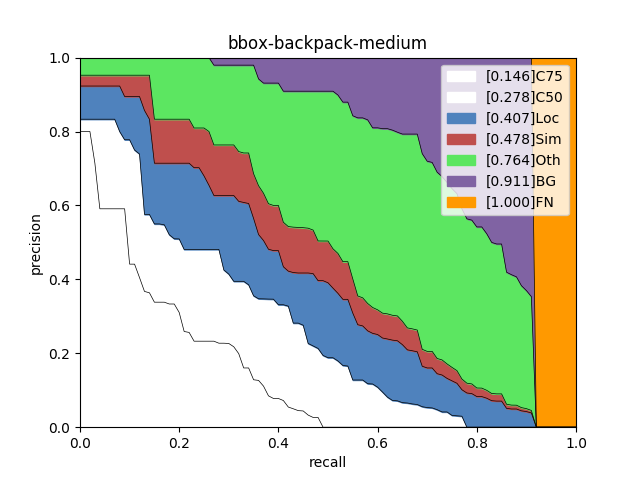 bbox-backpack-medium
1.0
0.8
0.6
0.4
0.2
0.0
precision
0.0
0.2
0.4
0.6
0.8
1.0
recall
[0.146]C75
[0.278]C50
[0.407]Loc
[0.478]Sim
[0.764]Oth
[0.911]BG
[1.000]FN